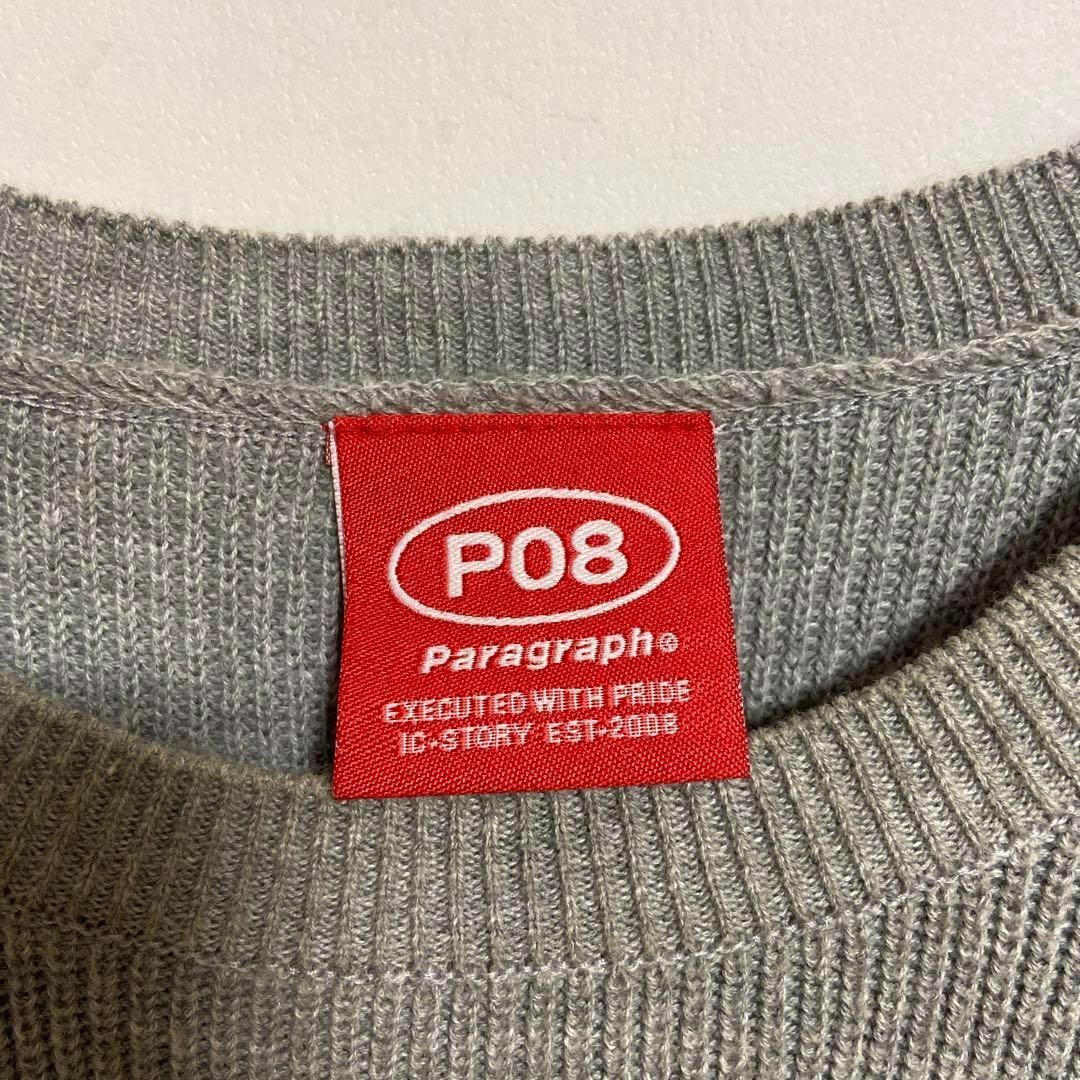 P08
Paragraph®
EXECUTED WITH PRIDE
IC-STORY EST-2008